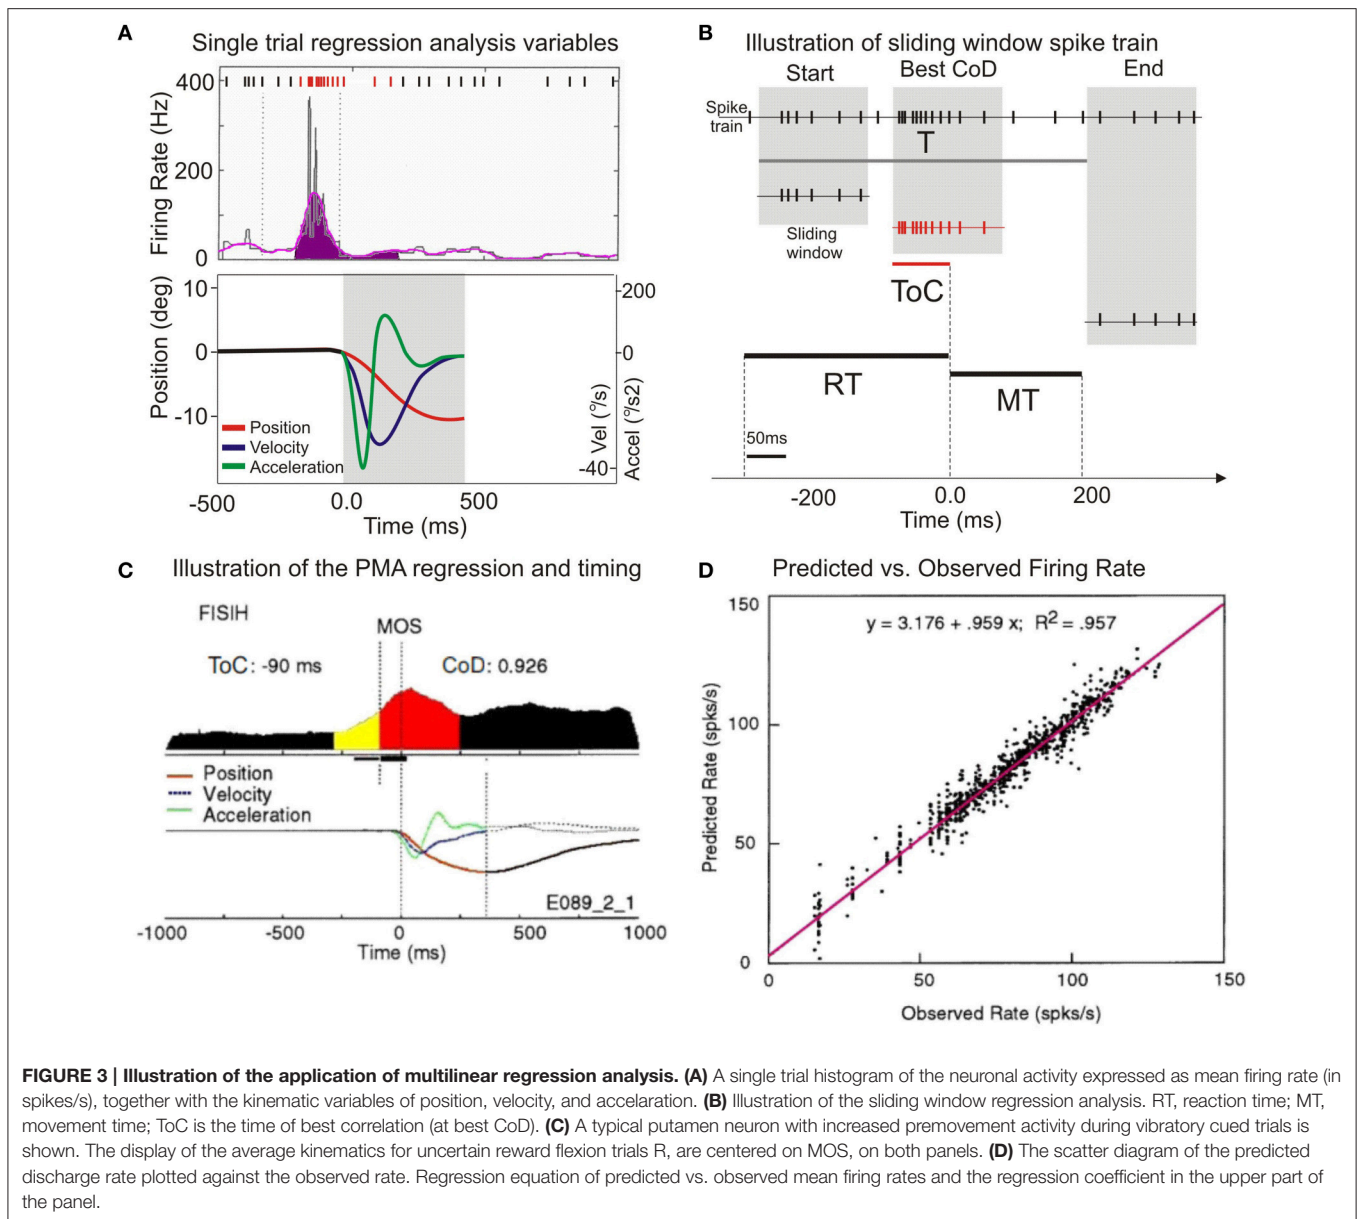 A
Single trial regression analysis variables
400
200
0
Firing Rate (Hz)
10
0
-10
Position (deg)
200
0
-40
Vel (°/s)
Accel (°/s2)
Position
Velocity
Acceleration
-500
0.0
500
Time (ms)
B
Illustration of sliding window spike train
Start
Best CoD
End
Spike
train
T
Sliding
window
ToC
RT
MT
50ms
-200
0.0
200
Time (ms)
C
Illustration of the PMA regression and timing
FISIH
MOS
ToC: -90 ms
CoD: 0.926
Position
Velocity
Acceleration
E089_2_1
-1000
-500
0
500
1000
Time (ms)
D
Predicted vs. Observed Firing Rate
y = 3.176 + .959 x; R2 = .957
150
100
50
0
Predicted Rate (spks/s)
0
50
100
150
Observed Rate (spks/s)
FIGURE 3 | Illustration of the application of multilinear regression analysis. (A) A single trial histogram of the neuronal activity expressed as mean firing rate (in
spikes/s), together with the kinematic variables of position, velocity, and accelaration. (B) Illustration of the sliding window regression analysis. RT, reaction time; MT,
movement time; ToC is the time of best correlation (at best CoD). (C) A typical putamen neuron with increased premovement activity during vibratory cued trials is
shown. The display of the average kinematics for uncertain reward flexion trials R, are centered on MOS, on both panels. (D) The scatter diagram of the predicted
discharge rate plotted against the observed rate. Regression equation of predicted vs. observed mean firing rates and the regression coefficient in the upper part of
the panel.